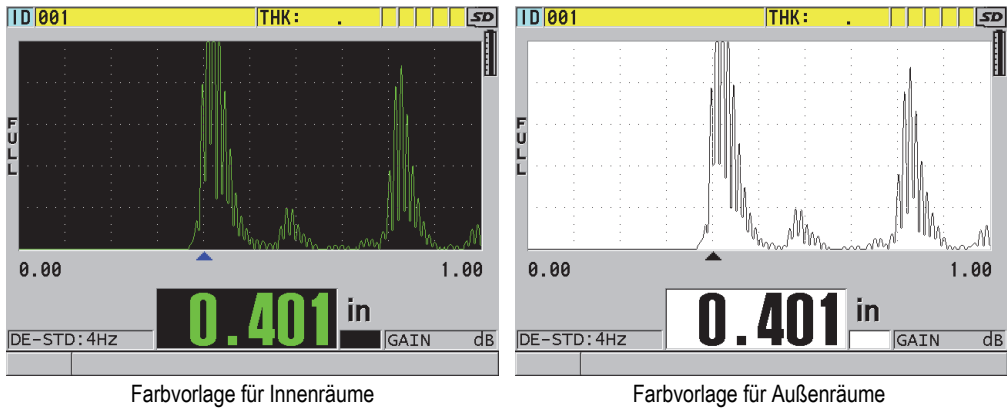 ID 001 THK: . SD
FULL
0.00 1.00
0.401 in
DE-STD:4Hz GAIN dB
Farbvorlage für Innenräume
ID 001 THK: . SD
FULL
0.00 1.00
0.401 in
DE-STD:4Hz GAIN dB
Farbvorlage für Außenräume